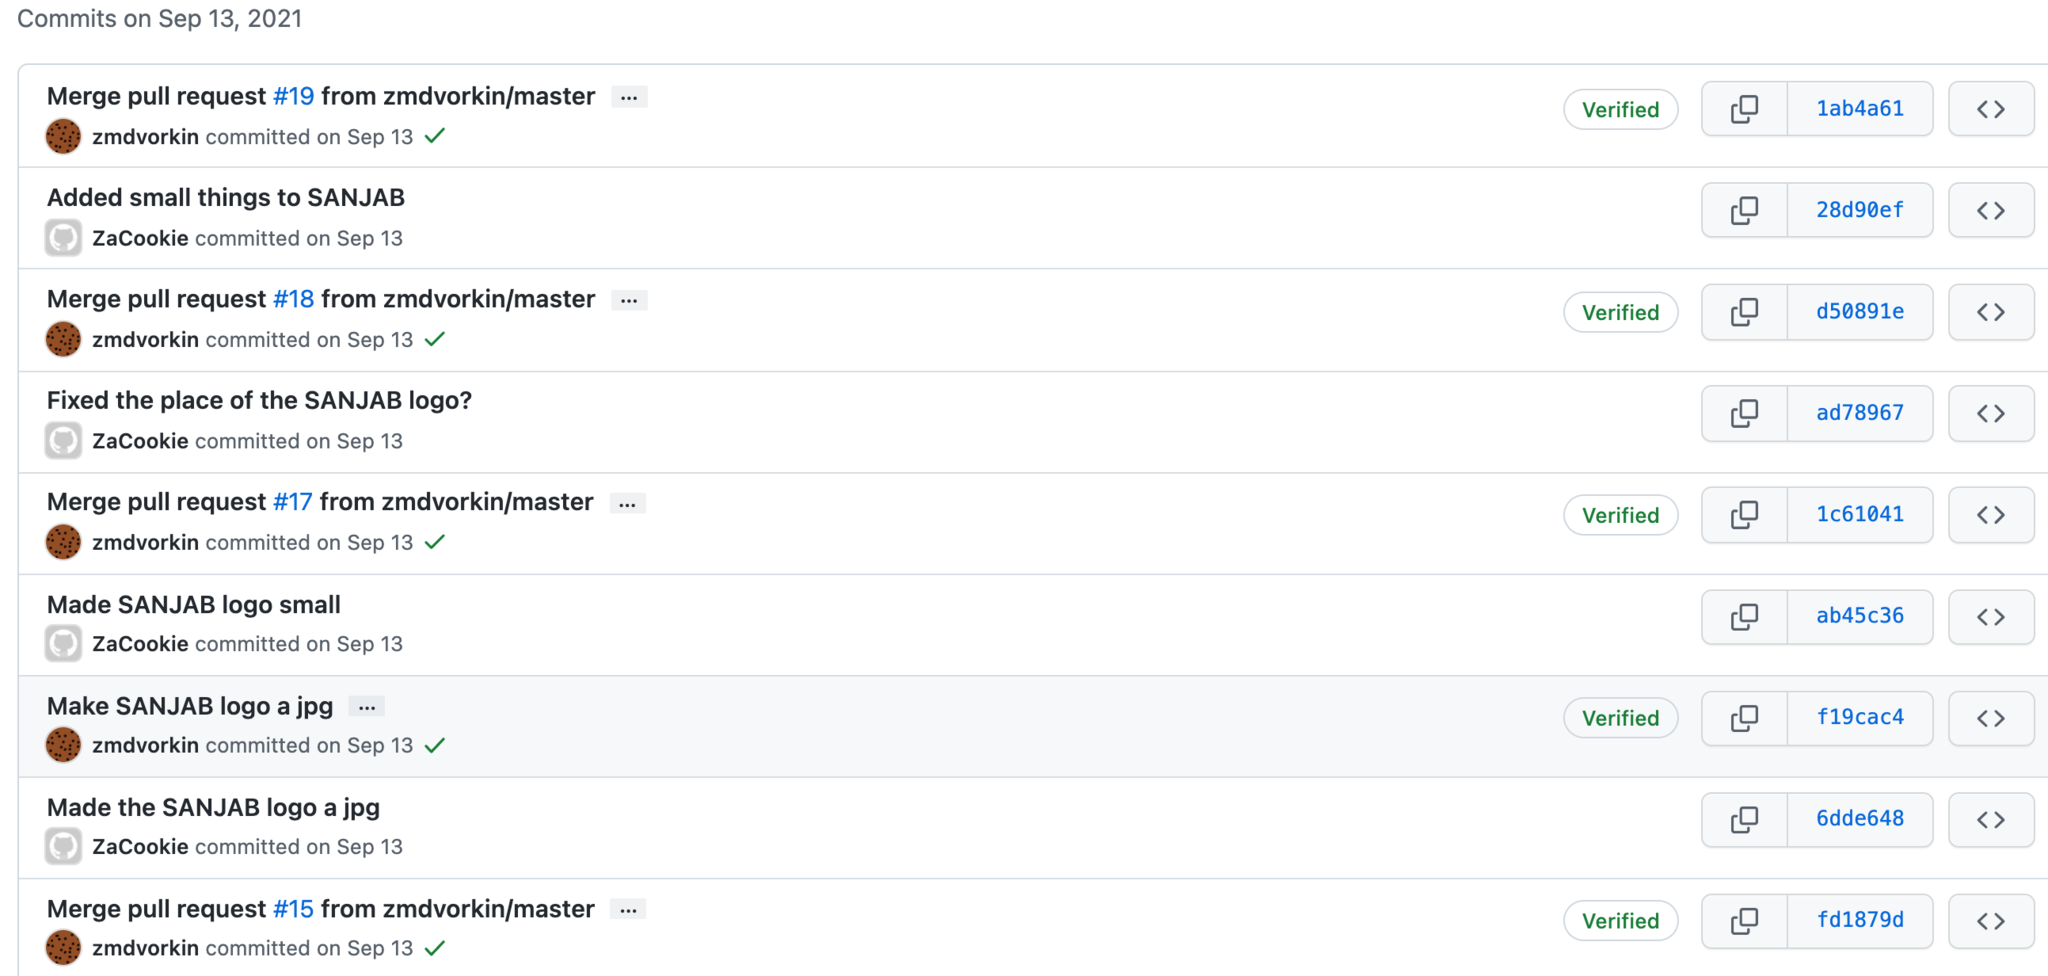 Commits on Sep 13, 2021
Merge pull request #19 from zmdvorkin/master ...
Verified
1ab4a61
zmdvorkin committed on Sep 13
Added small things to SANJAB
28d90ef
ZaCookie committed on Sep 13
Merge pull request #18 from zmdvorkin/master ...
Verified
d50891e
zmdvorkin committed on Sep 13
Fixed the place of the SANJAB logo?
ad78967
ZaCookie committed on Sep 13
Merge pull request #17 from zmdvorkin/master ...
Verified
1c61041
zmdvorkin committed on Sep 13
Made SANJAB logo small
ab45c36
ZaCookie committed on Sep 13
Make SANJAB logo a jpg ...
Verified
f19cac4
zmdvorkin committed on Sep 13
Made the SANJAB logo a jpg
6dde648
ZaCookie committed on Sep 13
Merge pull request #15 from zmdvorkin/master ...
Verified
fd1879d
zmdvorkin committed on Sep 13